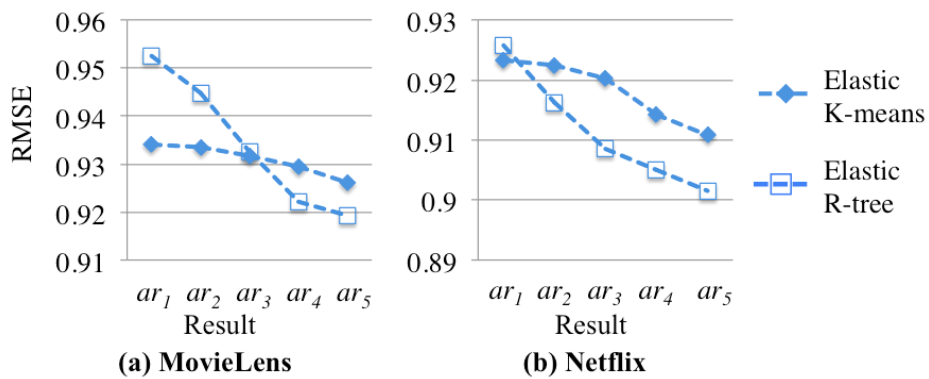 RMSE
0.96
0.95
0.94
0.93
0.92
0.91
ar1 ar2 ar3 ar4 ar5
Result
(a) MovieLens
0.93
0.92
0.91
0.9
0.89
ar1 ar2 ar3 ar4 ar5
Result
(b) Netflix
Elastic
K-means
Elastic
R-tree